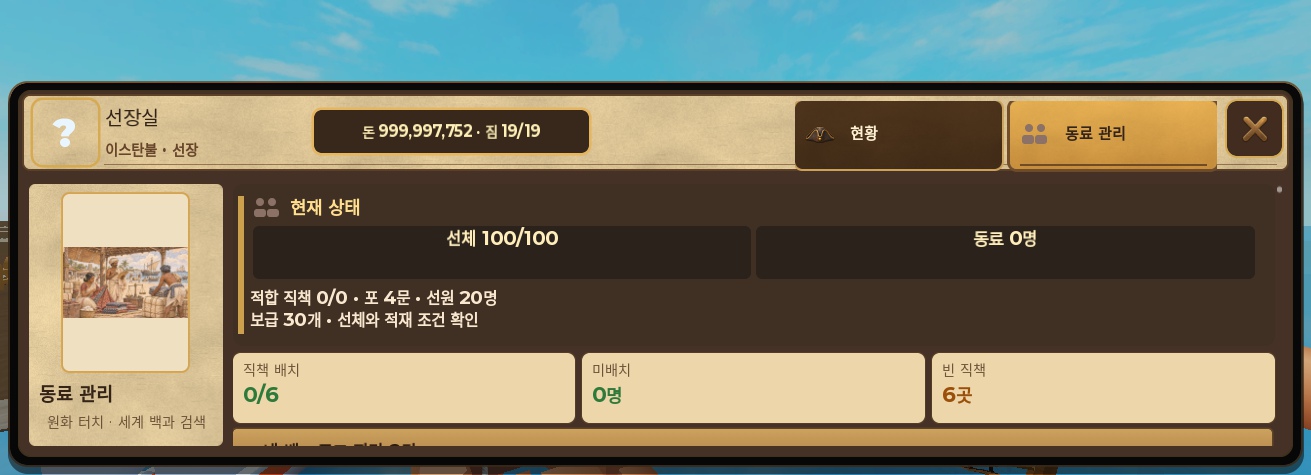 ?
선장실
이스탄불 • 선장
돈 999,997,752 · 짐 19/19
현황
동료 관리
현재 상태
선체 100/100
동료 0명
적합 직책 0/0 • 포 4문 • 선원 20명
보급 30개 • 선체와 적재 조건 확인
직책 배치
0/6
미배치
0명
빈 직책
6곳
동료 관리
원화 터치 · 세계 백과 검색